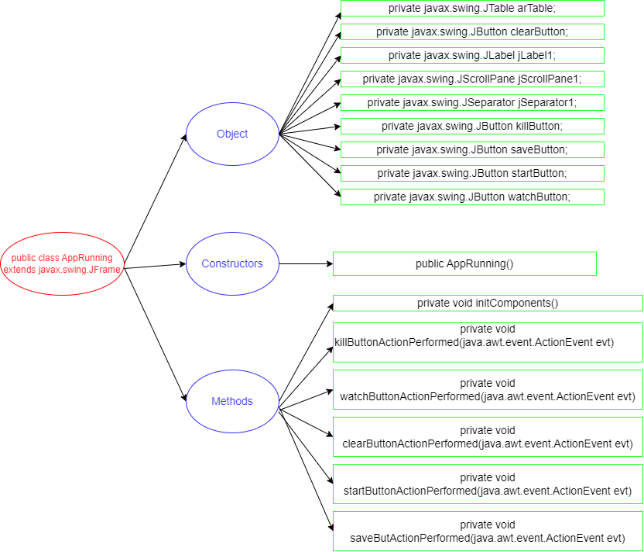 private javax.swing.JTable arTable;
private javax.swing.JButton clearButton;
private javax.swing.JLabel jLabel1;
private javax.swing.JScrollPane jScrollPane1;
private javax.swing.JSeparator jSeparator1;
private javax.swing.JButton killButton;
private javax.swing.JButton saveButton;
private javax.swing.JButton startButton;
private javax.swing.JButton watchButton;
Object
public class AppRunning
extends javax.swing.JFrame
Constructors
public AppRunning()
Methods
private void initComponents()
private void
killButtonActionPerformed(java.awt.event.ActionEvent evt)
private void
watchButtonActionPerformed(java.awt.event.ActionEvent evt)
private void
clearButtonActionPerformed(java.awt.event.ActionEvent evt)
private void
startButtonActionPerformed(java.awt.event.ActionEvent evt)
private void
saveButActionPerformed(java.awt.event.ActionEvent evt)